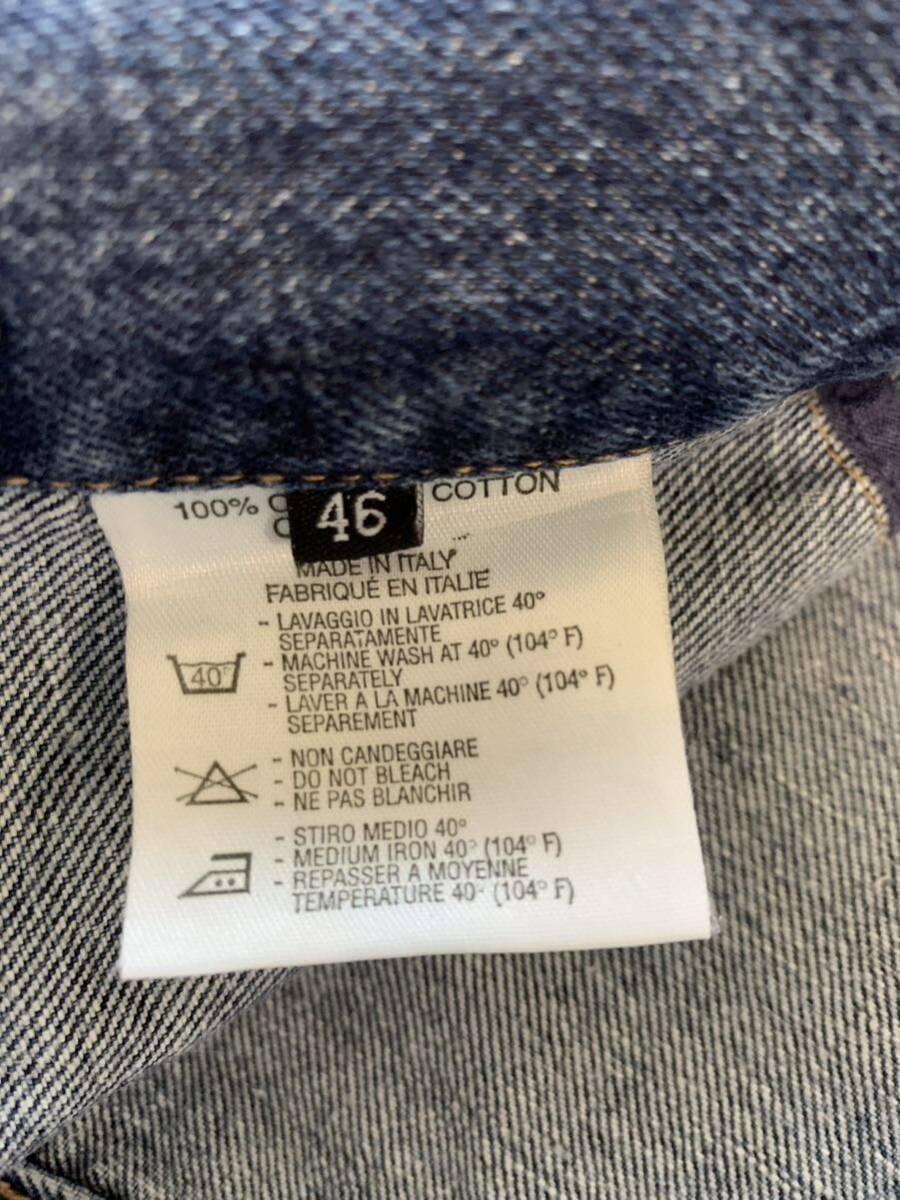 100% COTTON
46
MADE IN ITALY
FABRIQUÉ EN ITALIE
- LAVAGGIO IN LAVATRICE 40°
SEPARATAMENTE
- MACHINE WASH AT 40° (104° F)
SEPARATELY
- LAVER A LA MACHINE 40° (104° F)
SEPAREMENT
40°
- NON CANDEGGIARE
- DO NOT BLEACH
- NE PAS BLANCHIR
- STIRO MEDIO 40°
- MEDIUM IRON 40° (104° F)
- REPASSER A MOYENNE
TEMPERATURE 40° (104° F)